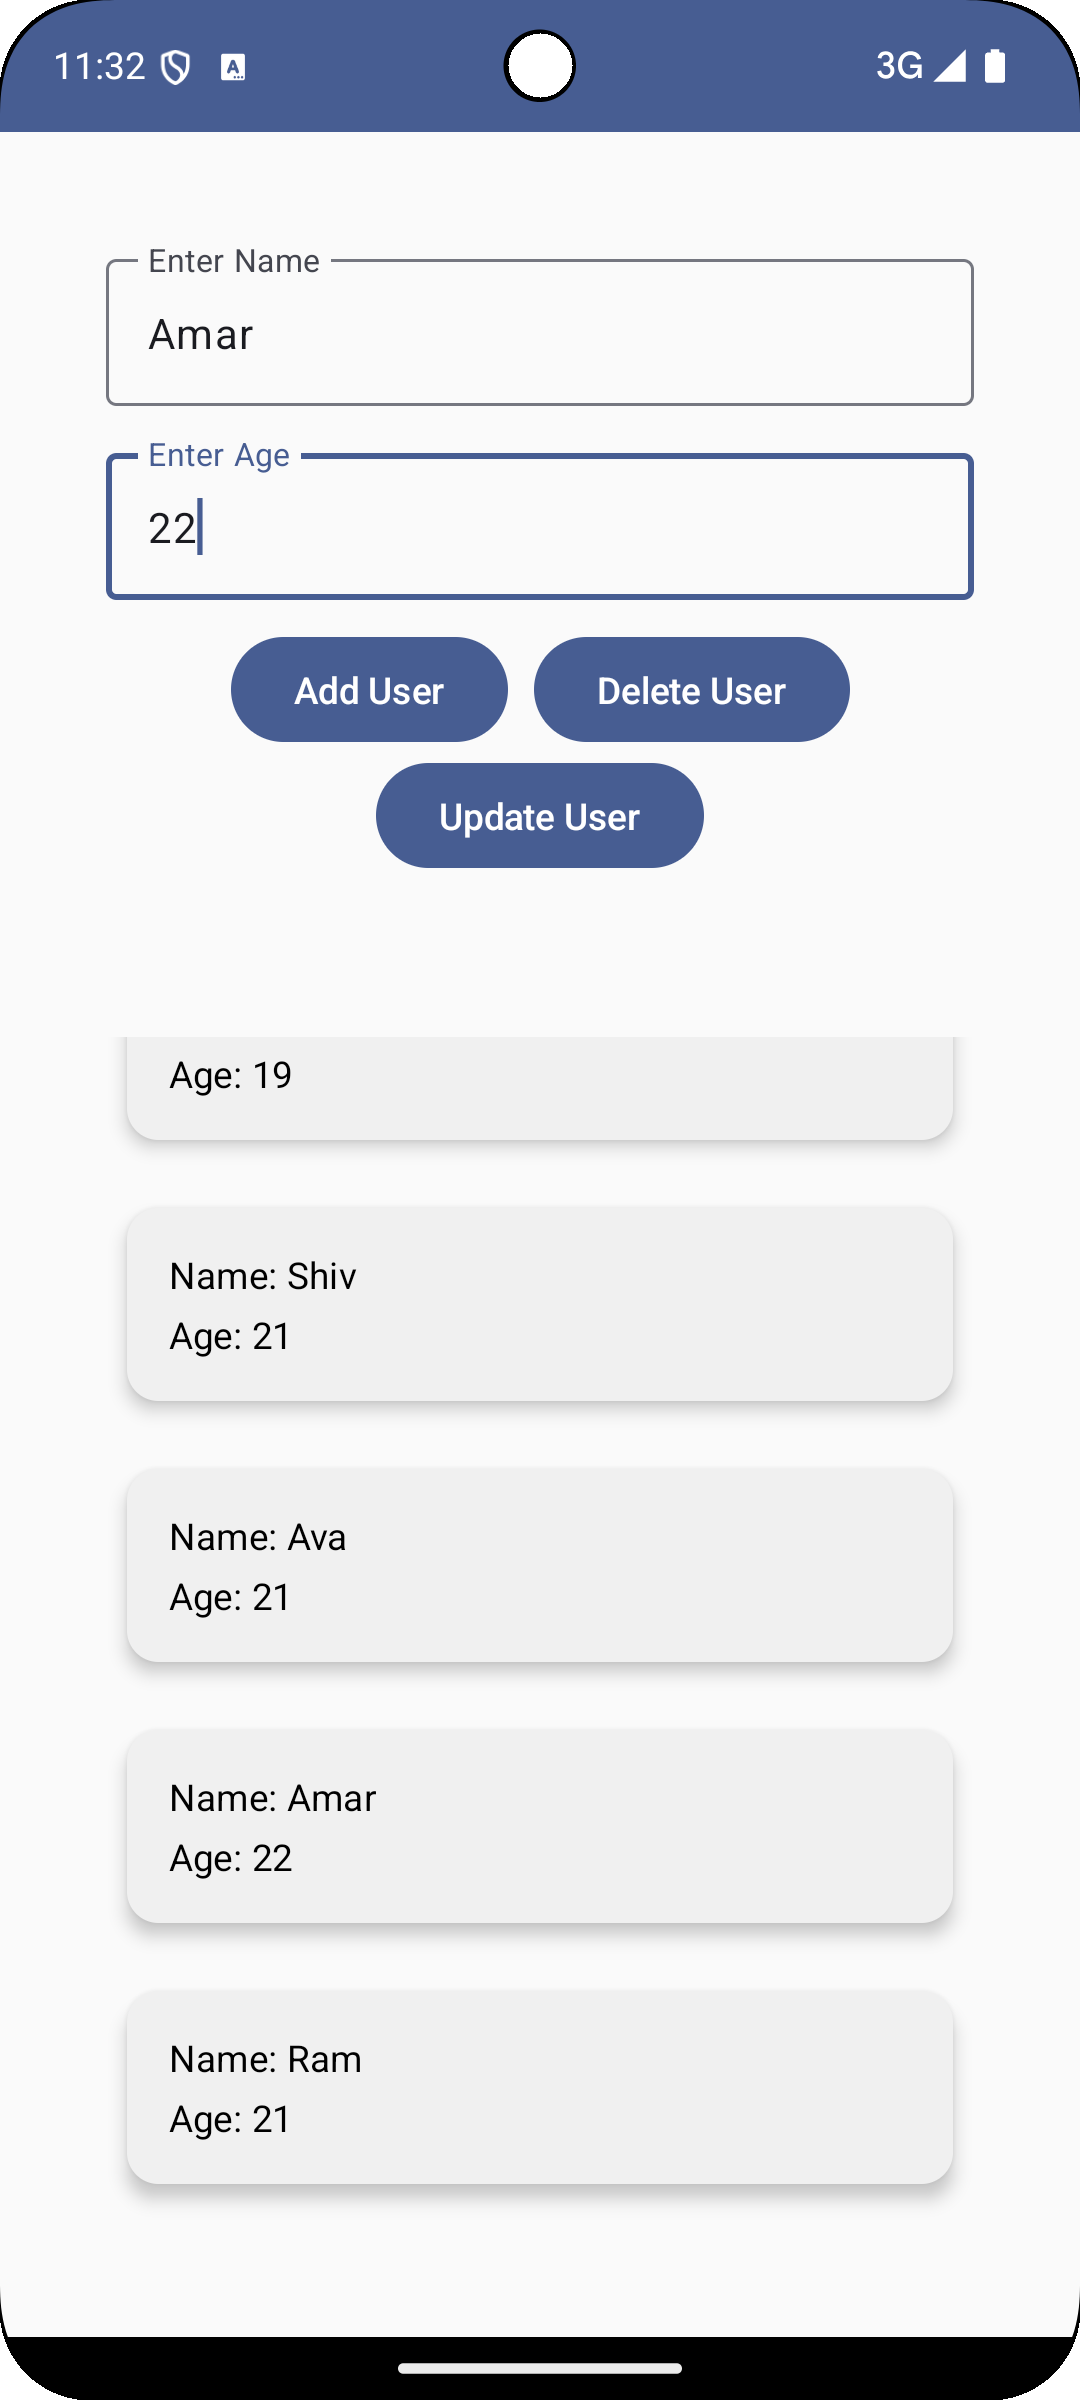 11:32
3G
Enter Name
Amar
Enter Age
22
Add User
Delete User
Update User
Age: 19
Name: Shiv
Age: 21
Name: Ava
Age: 21
Name: Amar
Age: 22
Name: Ram
Age: 21